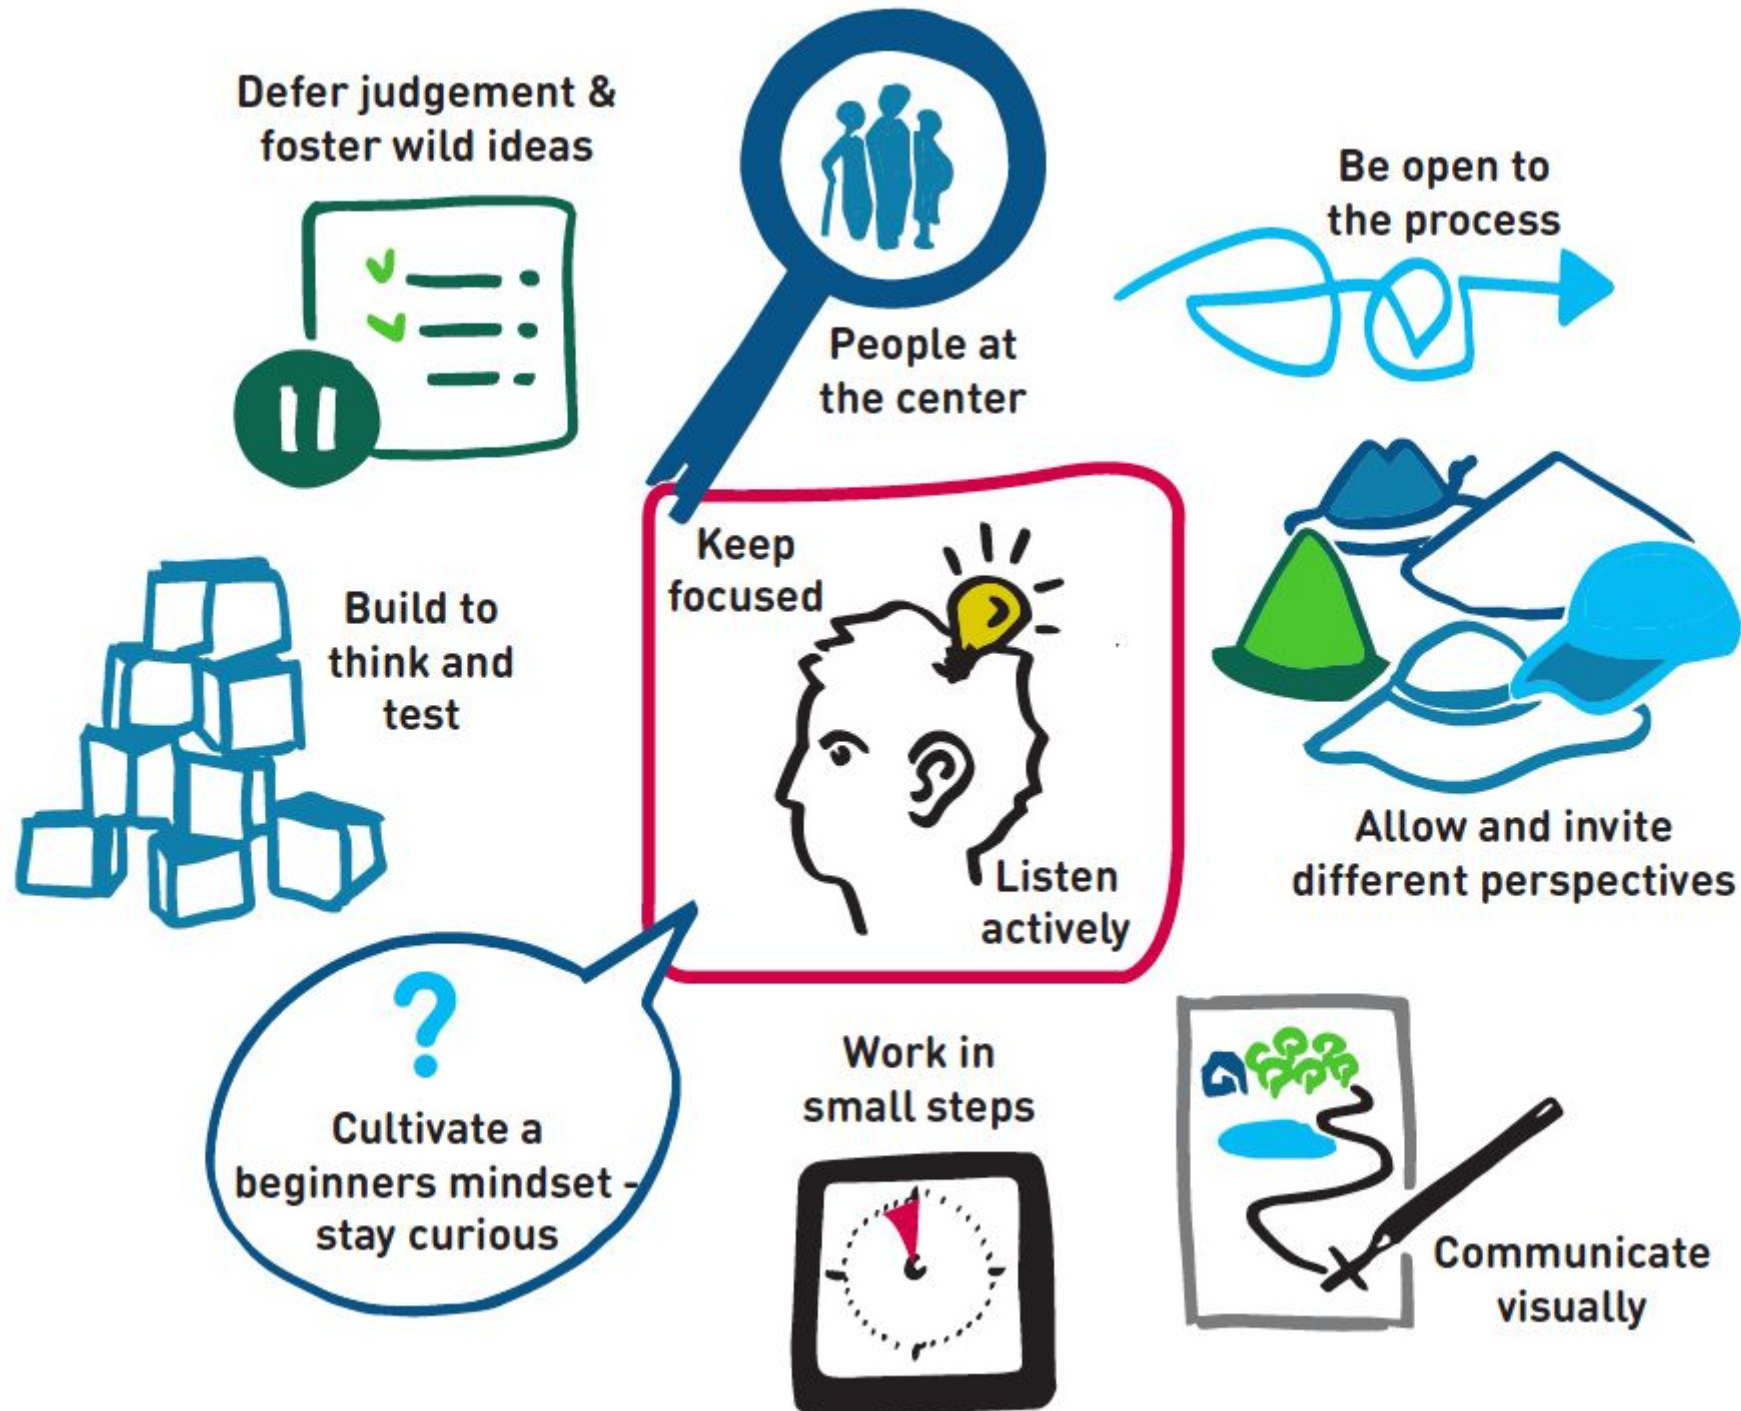 Defer judgement &
foster wild ideas
People at
the center
Be open to
the process
Build to
think and
test
Keep
focused
Listen
actively
Allow and invite
different perspectives
?
Cultivate a
beginners mindset -
stay curious
Work in
small steps
Communicate
visually